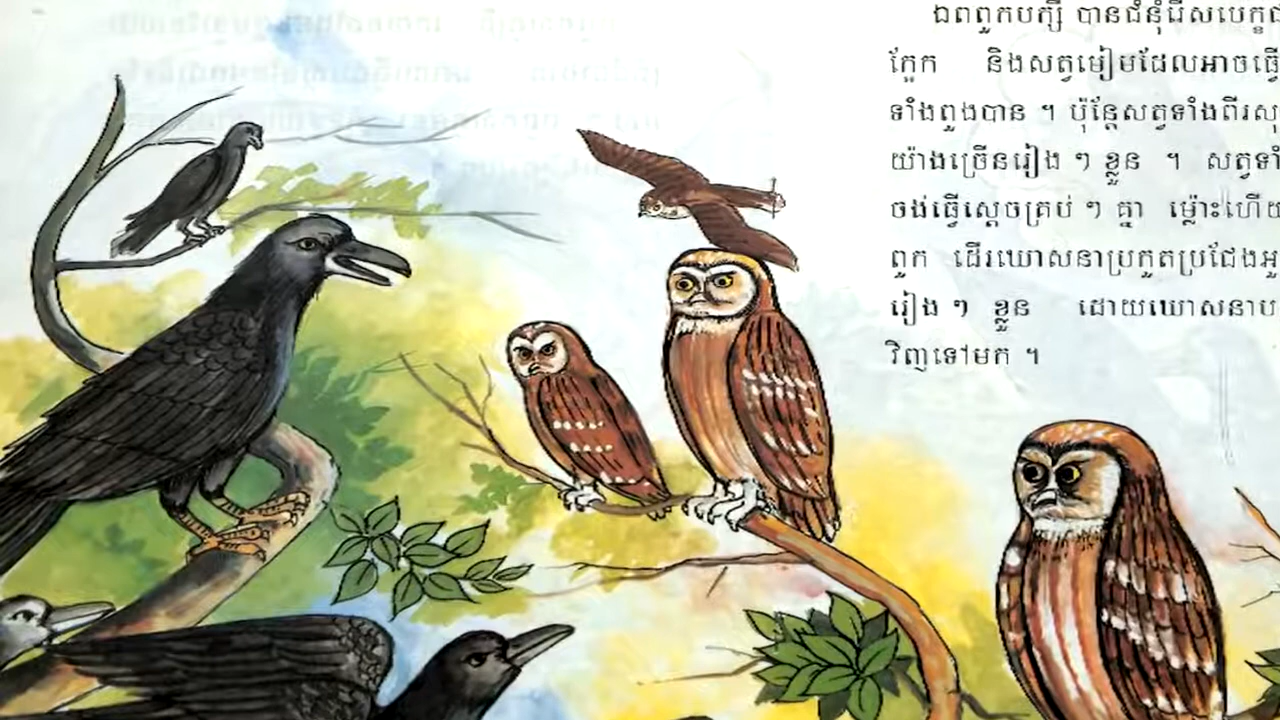 ឯពពួកបក្សី បានជំនុំរើសបេក្ខជ
ក្អែក និងសត្វមៀមដែលអាចធ្វើ
ទាំងពួងបាន ។ ប៉ុន្តែសត្វទាំងពីរសុ
យ៉ាងច្រើនរៀង ៗ ខ្លួន ។ សត្វទាំ
ចង់ធ្វើស្ដេចគ្រប់ ៗ គ្នា ម្ល៉ោះហើយ
ពួក ដើរឃោសនាប្រកួតប្រជែងអួ
រៀង ៗ ខ្លួន ដោយឃោសនាប
វិញទៅមក ។